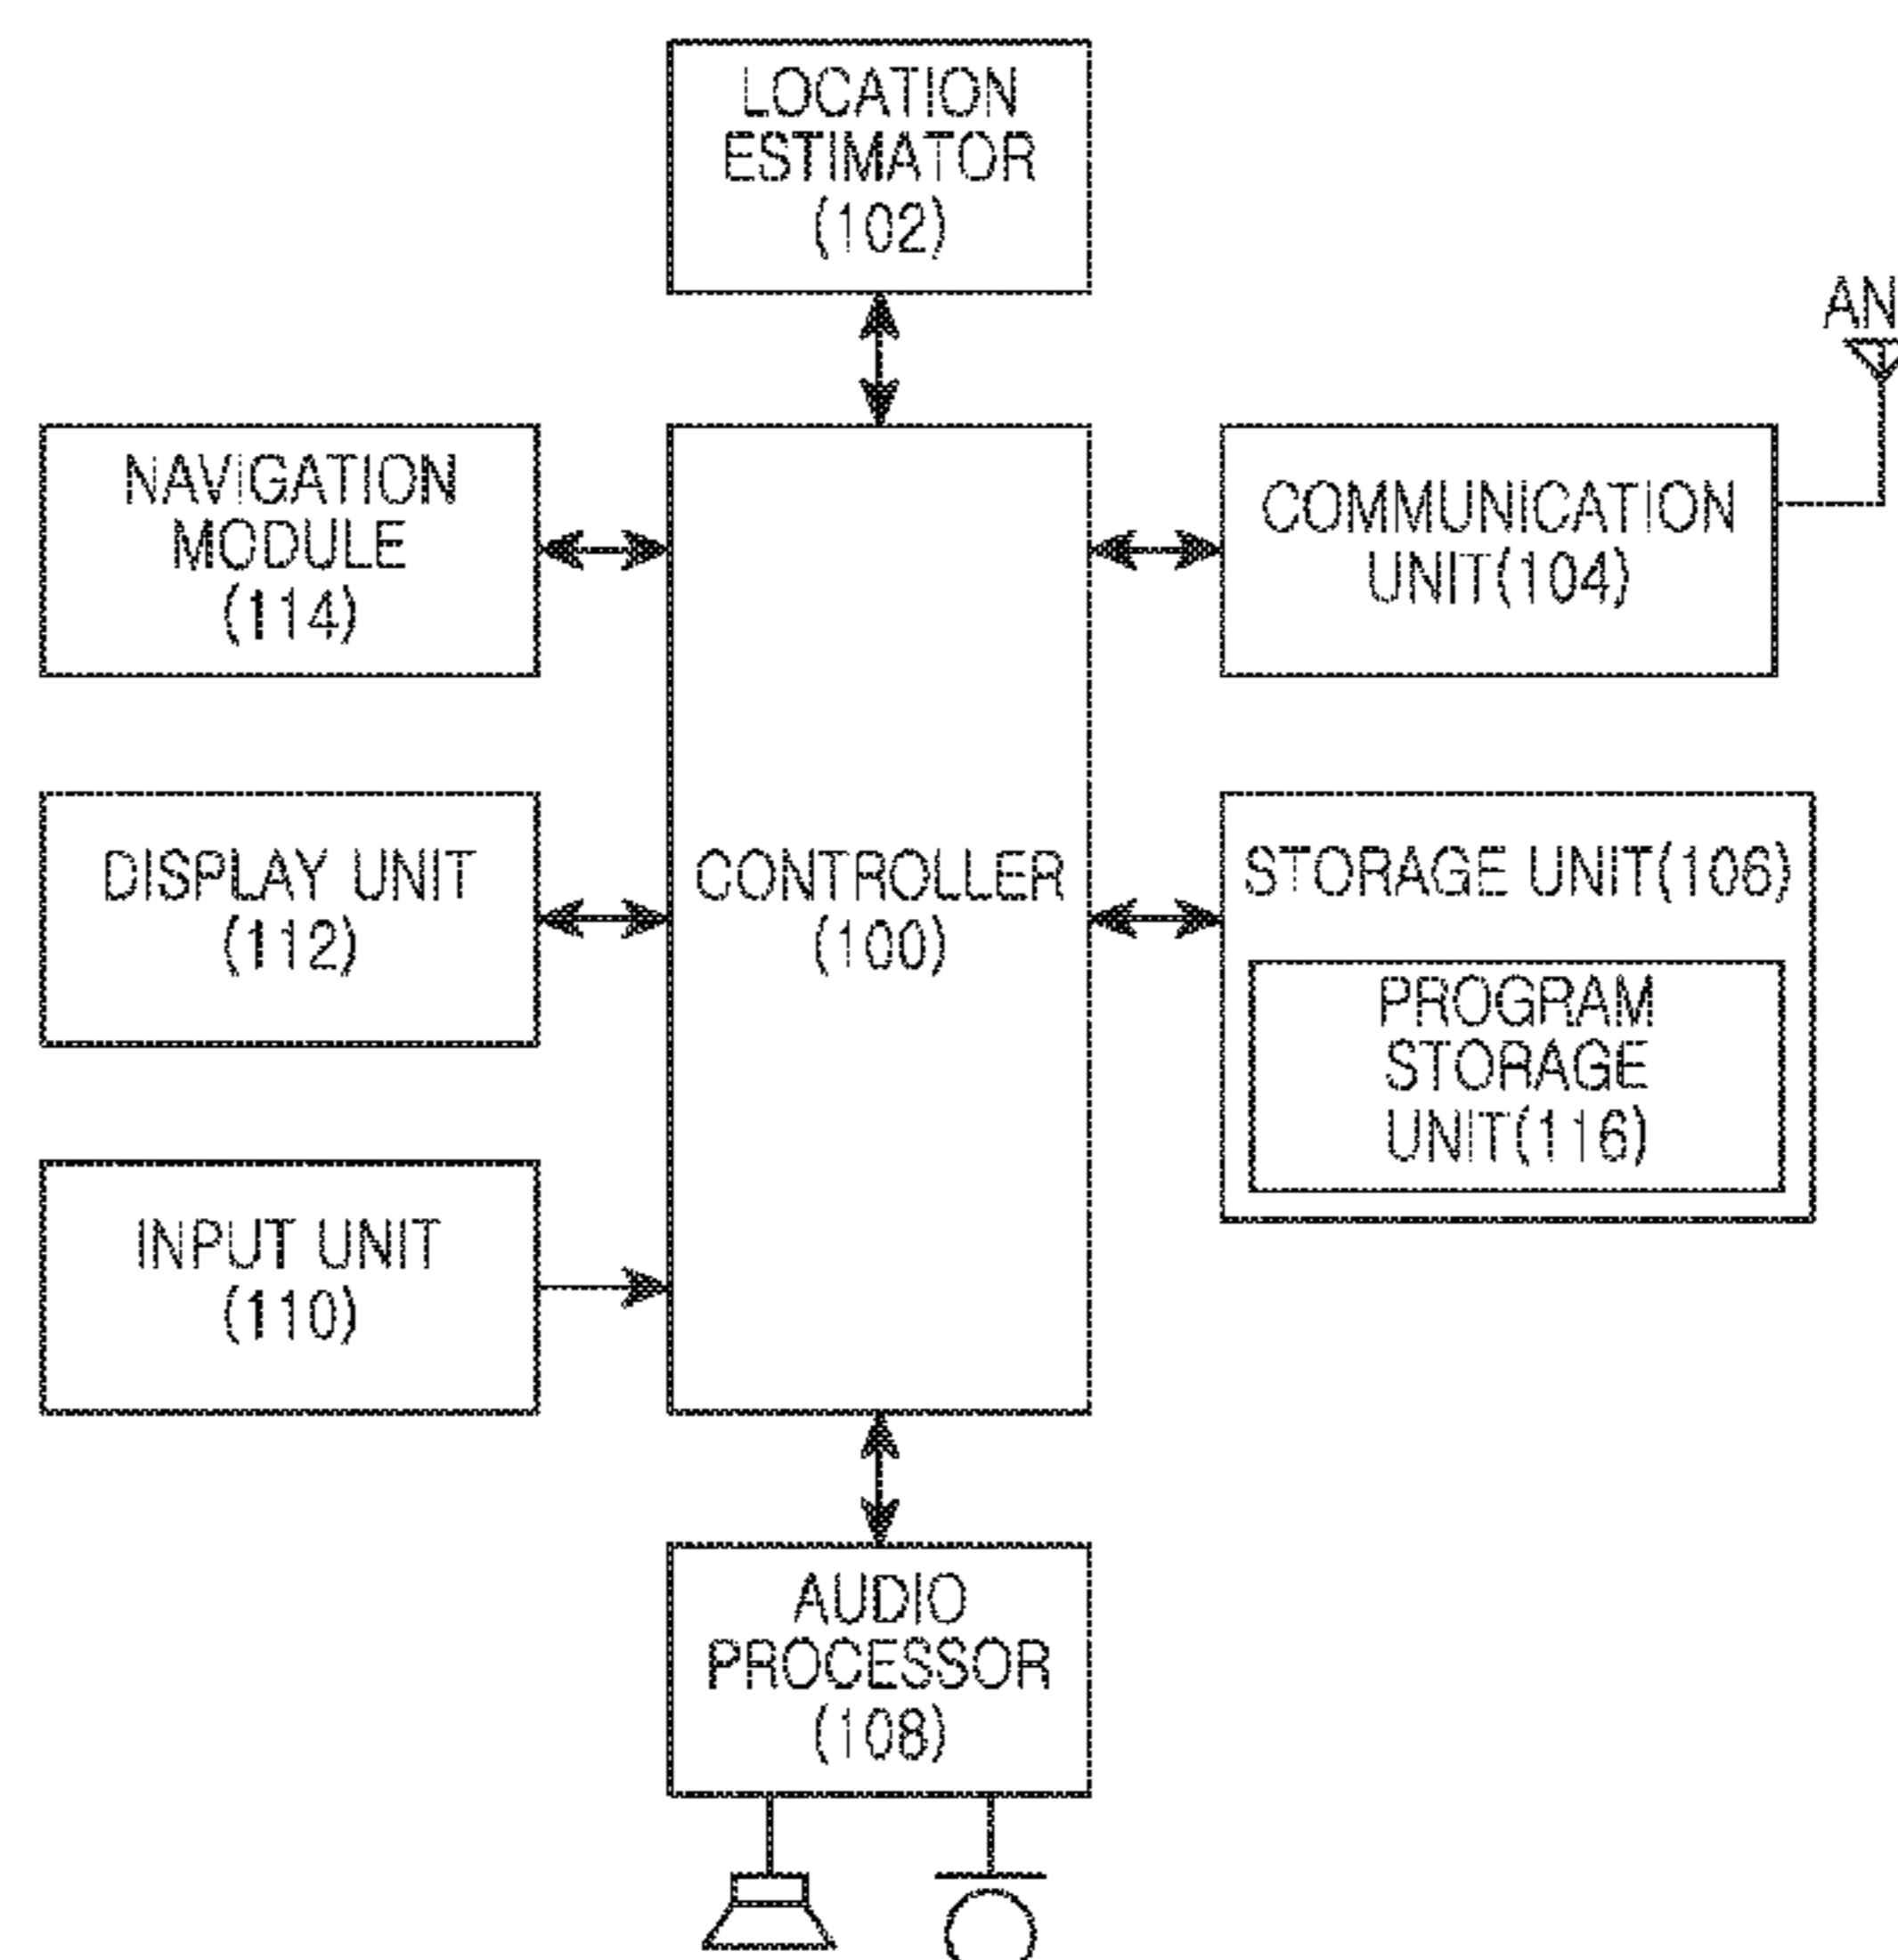 LOCATION
ESTIMATOR
(102)
AN
NAVIGATION
MODULE
(114)
COMMUNICATION
UNIT(104)
DISPLAY UNIT
(112)
CONTROLLER
(100)
STORAGE UNIT(106)
PROGRAM
STORAGE
UNIT(116)
INPUT UNIT
(110)
AUDIO
PROCESSOR
(108)